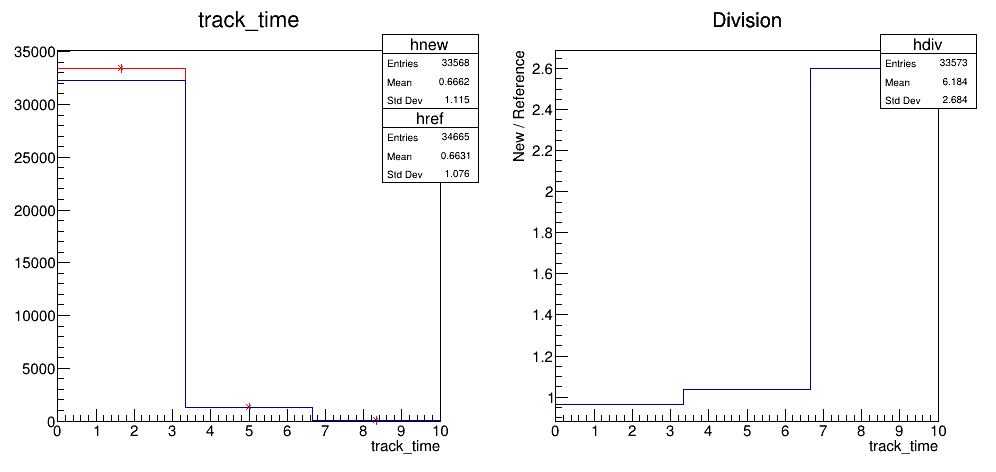 track_time
hnew
Entries 33568
Mean 0.6662
Std Dev 1.115
href
Entries 34665
Mean 0.6631
Std Dev 1.076
35000
30000
25000
20000
15000
10000
5000
0
0 1 2 3 4 5 6 7 8 9 10
track_time
Division
hdiv
Entries 33573
Mean 6.184
Std Dev 2.684
New / Reference
2.6
2.4
2.2
2
1.8
1.6
1.4
1.2
1
0 1 2 3 4 5 6 7 8 9 10
track_time